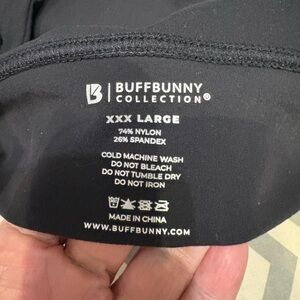 BUFFBUNNY
COLLECTION®
XXX LARGE
74% NYLON
26% SPANDEX
COLD MACHINE WASH
DO NOT BLEACH
DO NOT TUMBLE DRY
DO NOT IRON
MADE IN CHINA
WWW.BUFFBUNNY.COM